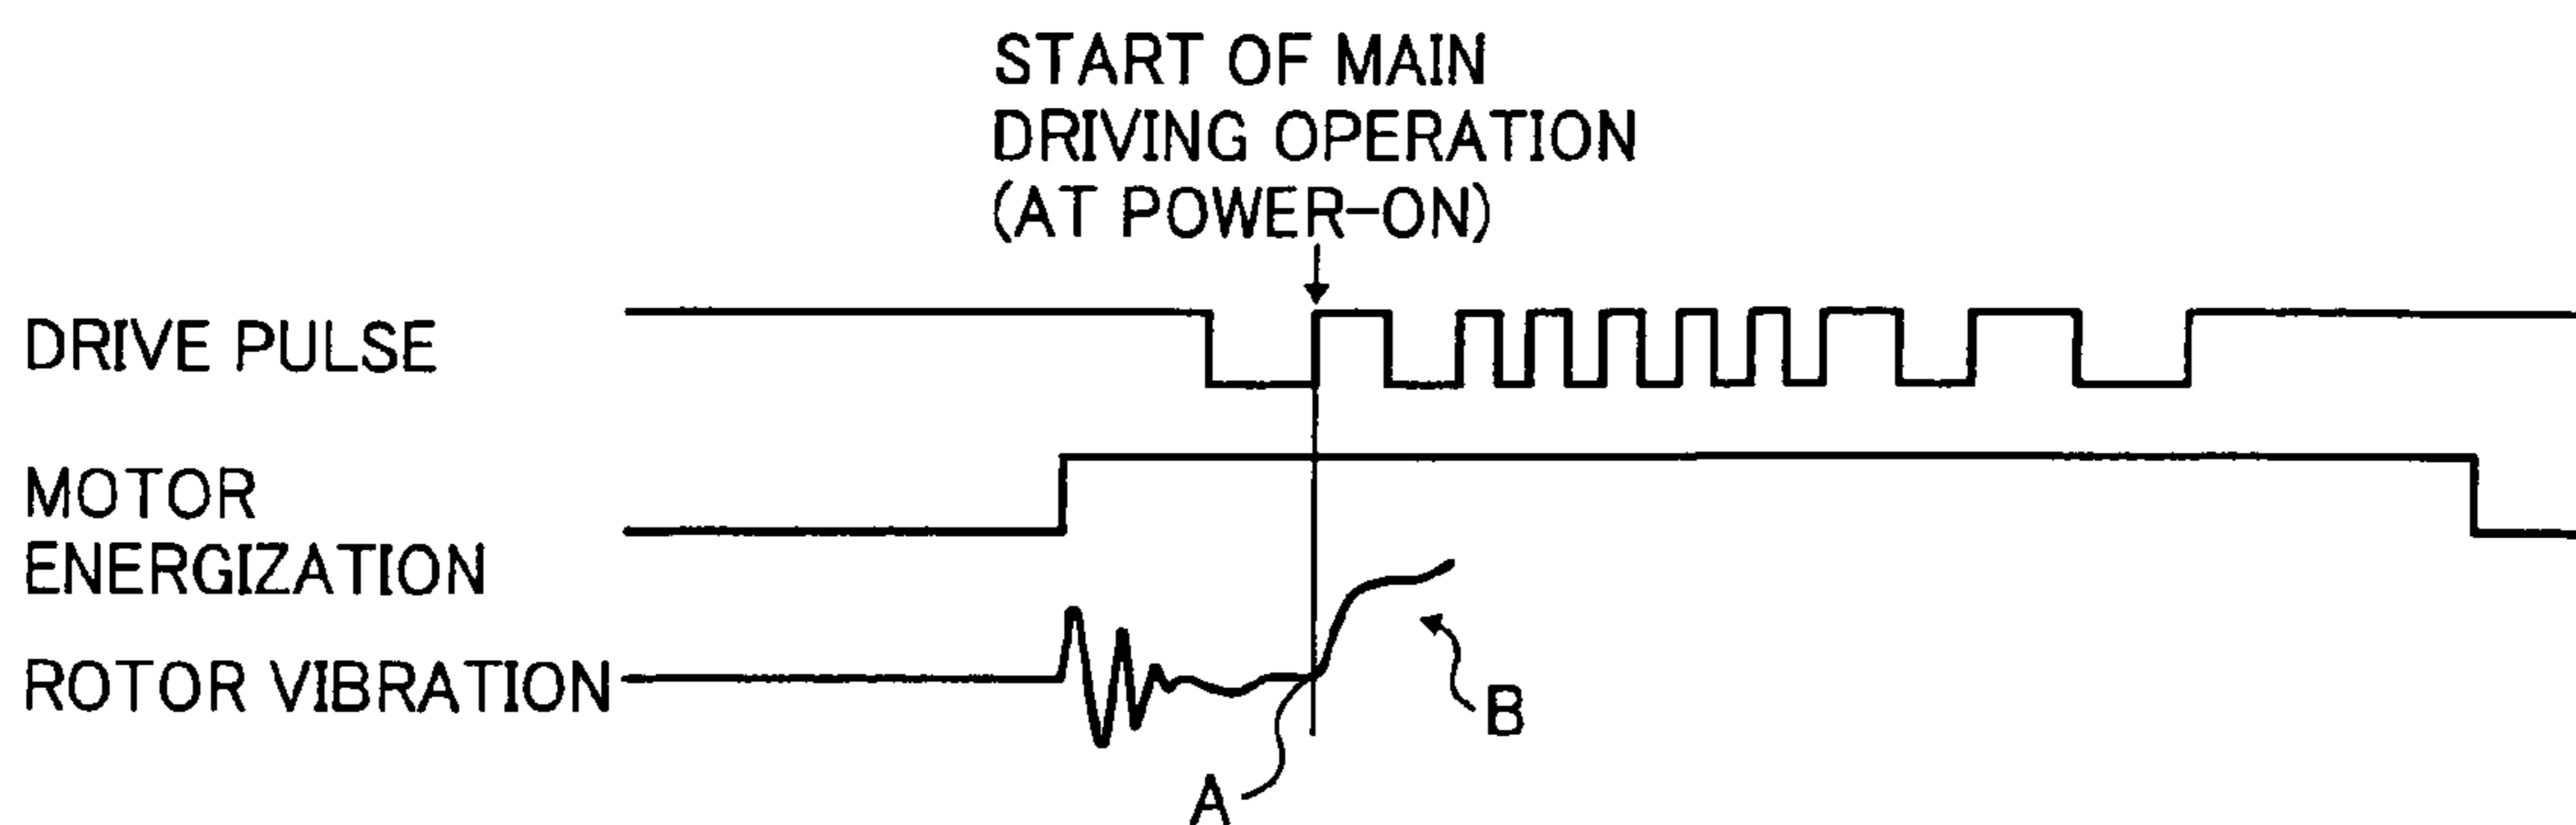 START OF MAIN
DRIVING OPERATION
(AT POWER-ON)
DRIVE PULSE
MOTOR
ENERGIZATION
ROTOR VIBRATION
B
A